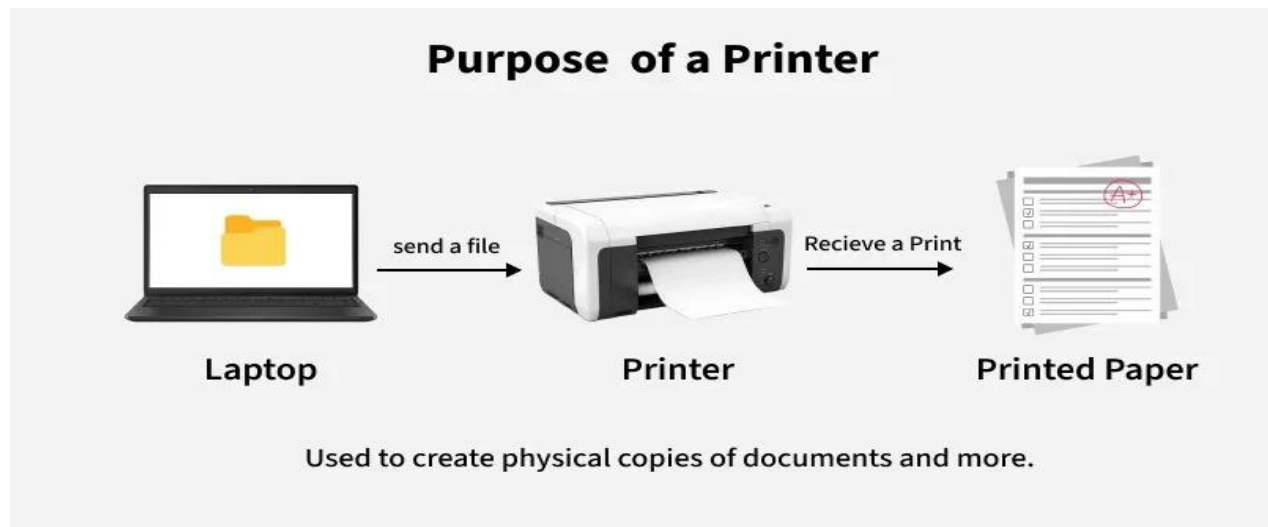 Purpose of a Printer
send a file
Recieve a Print
A+
Laptop
Printer
Printed Paper
Used to create physical copies of documents and more.